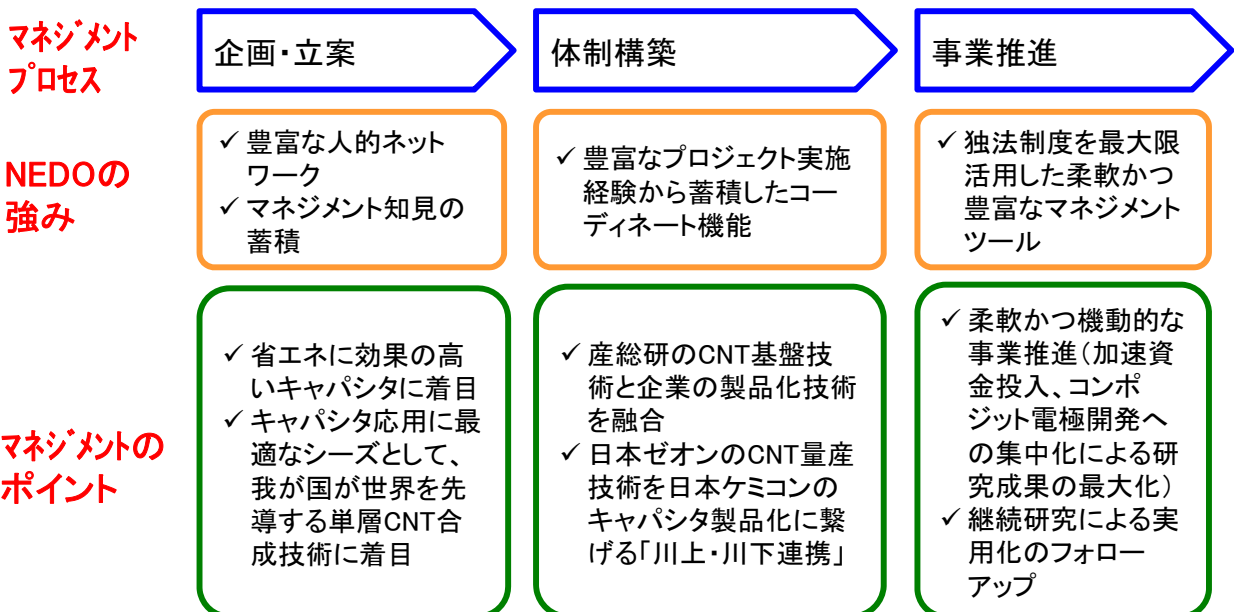 マネジメント
プロセス
企画・立案
体制構築
事業推進
NEDOの
強み
✓ 豊富な人的ネット
ワーク
✓ マネジメント知見の
蓄積
✓ 豊富なプロジェクト実施
経験から蓄積したコー
ディネート機能
✓ 独法制度を最大限
活用した柔軟かつ
豊富なマネジメント
ツール
マネジメントの
ポイント
✓ 省エネに効果の高
いキャパシタに着目
✓ キャパシタ応用に最
適なシーズとして、
我が国が世界を先
導する単層CNT合
成技術に着目
✓ 産総研のCNT基盤技
術と企業の製品化技術
を融合
✓ 日本ゼオンのCNT量産
技術を日本ケミコンの
キャパシタ製品化に繋
げる「川上・川下連携」
✓ 柔軟かつ機動的な
事業推進（加速資
金投入、コンポ
ジット電極開発へ
の集中化による研
究成果の最大化）
✓ 継続研究による実
用化のフォロー
アップ